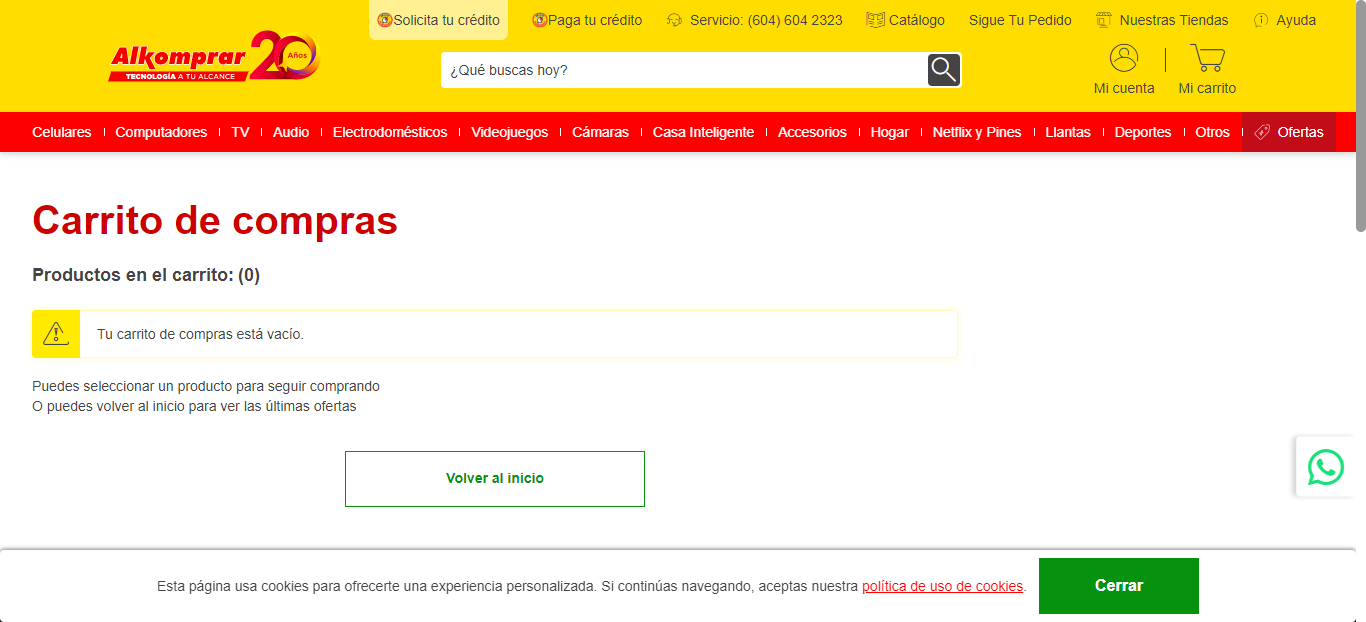 Solicita tu crédito
Paga tu crédito
Servicio: (604) 604 2323
Catálogo
Sigue Tu Pedido
Nuestras Tiendas
Ayuda
Alkomprar 20 Años
TECNOLOGÍA A TU ALCANCE
¿Qué buscas hoy?
Mi cuenta
Mi carrito
Celulares
Computadores
TV
Audio
Electrodomésticos
Videojuegos
Cámaras
Casa Inteligente
Accesorios
Hogar
Netflix y Pines
Llantas
Deportes
Otros
Ofertas
Carrito de compras
Productos en el carrito: (0)
Tu carrito de compras está vacío.
Puedes seleccionar un producto para seguir comprando
O puedes volver al inicio para ver las últimas ofertas
Volver al inicio
Esta página usa cookies para ofrecerte una experiencia personalizada. Si continúas navegando, aceptas nuestra política de uso de cookies.
Cerrar